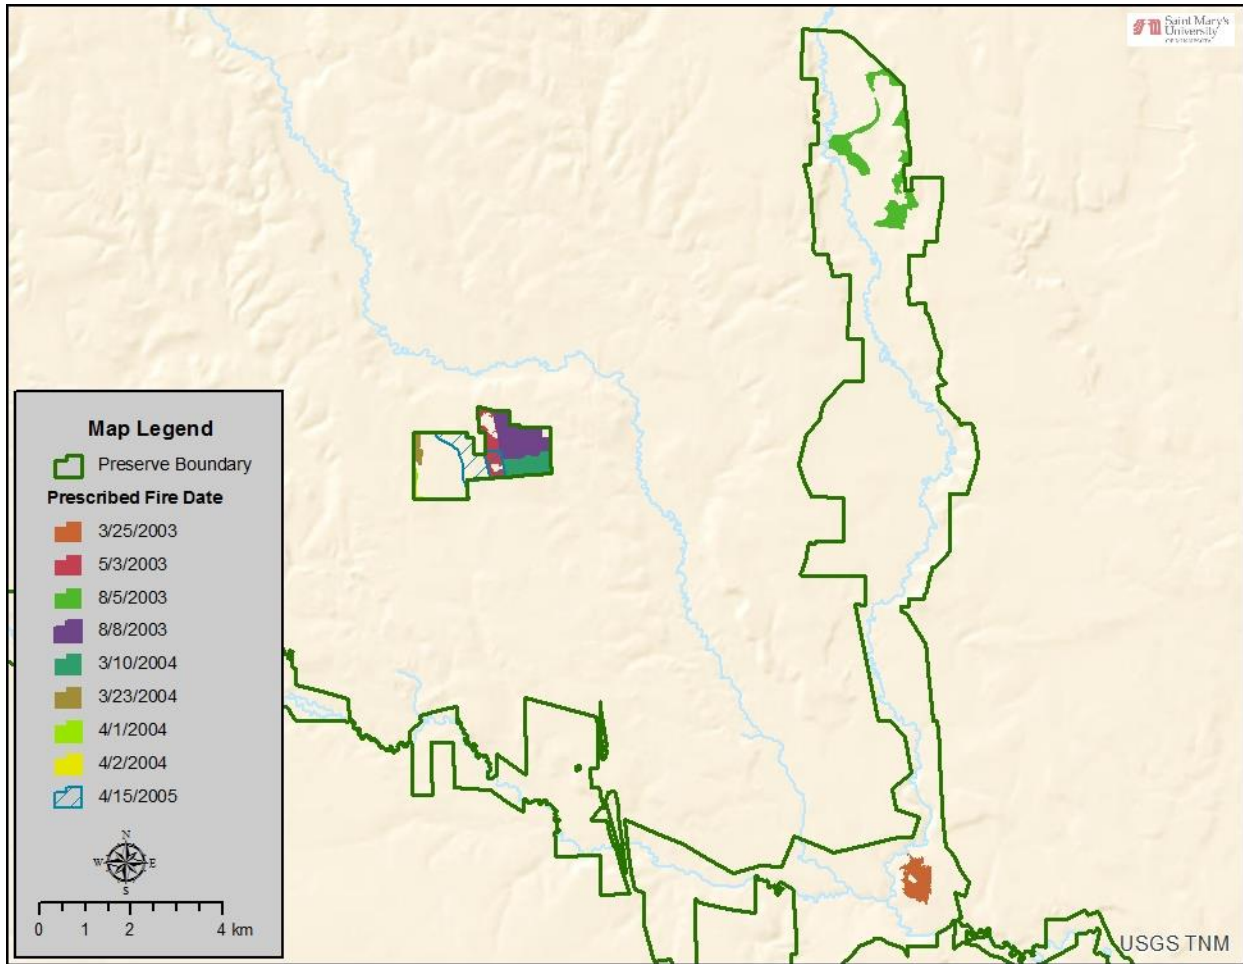 Saint Mary's
University
OF MINNESOTA
Map Legend
Preserve Boundary
Prescribed Fire Date
3/25/2003
5/3/2003
8/5/2003
8/8/2003
3/10/2004
3/23/2004
4/1/2004
4/2/2004
4/15/2005
N
W E
S
0 1 2 4 km
USGS TNM